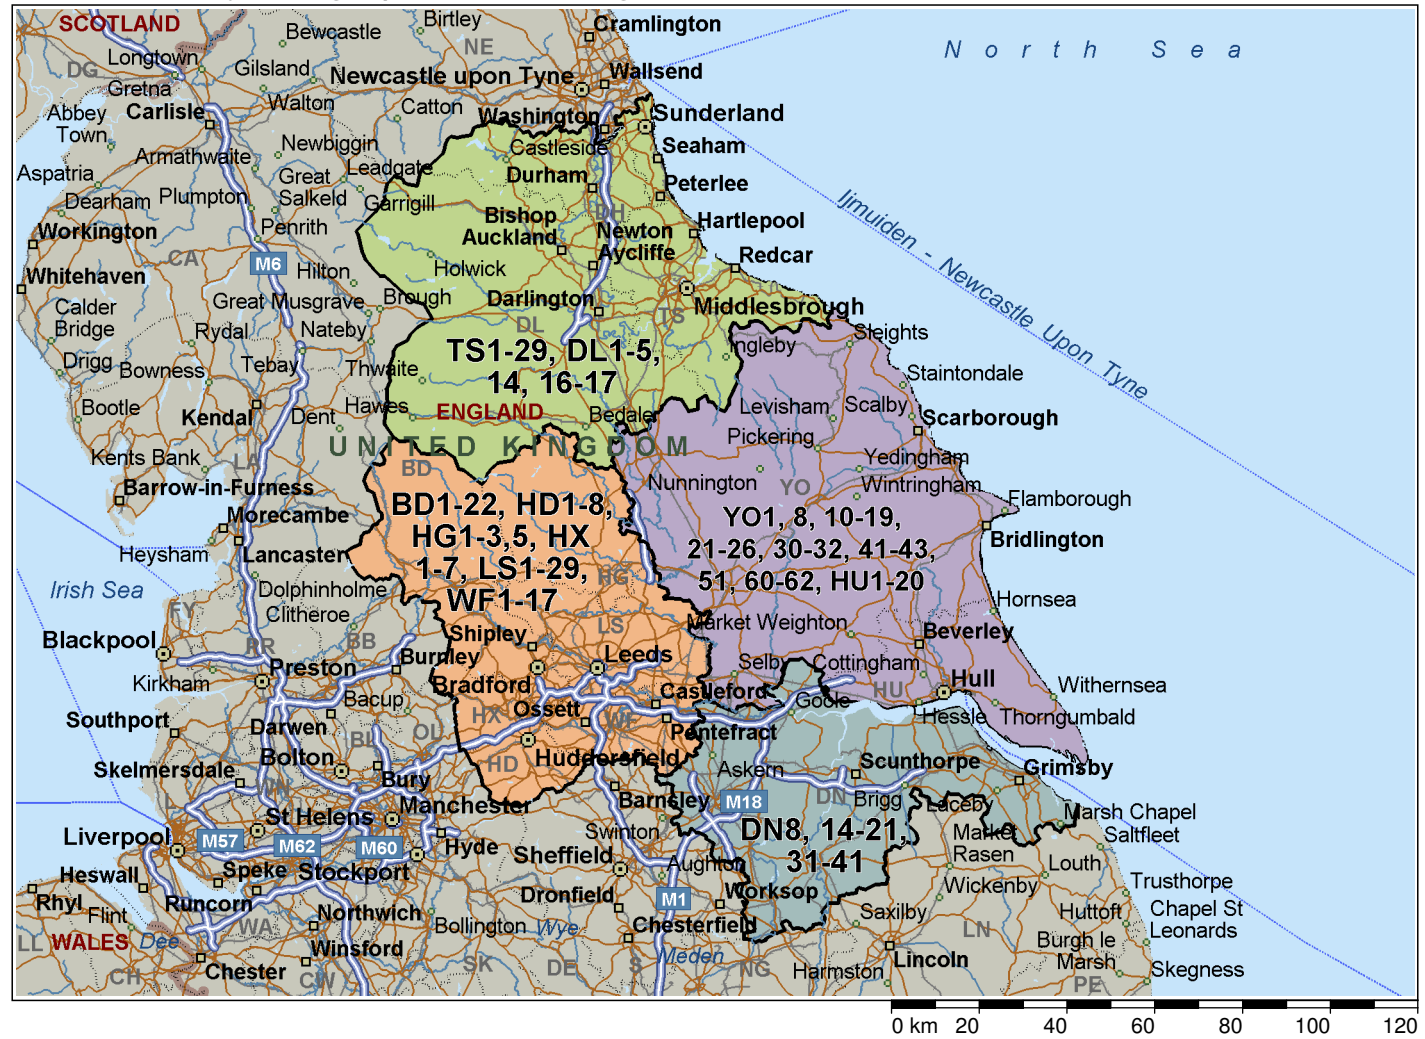 SCOTLAND
Birtley
Cramlington
Bewcastle
NE
North Sea
Longtown
DG
Gilsland
Newcastle upon Tyne
Wallsend
Gretna
Abbey
Town
Carlisle
Walton
Catton
Washington
Sunderland
Newbiggin
Castleside
Seaham
Armathwaite
Aspatria
Great
Salkeld
Leadgate
Durham
Peterlee
Dearham
Plumpton
Garrigill
DH
Ijmuiden - Newcastle Upon Tyne
Workington
Penrith
Bishop
Auckland
Newton
Aycliffe
Hartlepool
CA
M6
Hilton
Holwick
Redcar
Whitehaven
Calder
Bridge
Great Musgrave
Brough
Darlington
Middlesbrough
Rydal
Nateby
DL
TS
Sleights
Ingleby
TS1-29, DL1-5,
14, 16-17
Drigg
Bowness
Tebay
Thwaite
Staintondale
Bootle
Kendal
Dent
Hawes
ENGLAND
Bedale
Levisham
Scalby
Scarborough
UNITED KINGDOM
Pickering
Kents Bank
LA
BD
Yedingham
Barrow-in-Furness
Nunnington
YO
Wintringham
Flamborough
Morecambe
BD1-22, HD1-8,
HG1-3,5, HX
1-7, LS1-29,
WF1-17
YO1, 8, 10-19,
21-26, 30-32, 41-43,
51, 60-62, HU1-20
Bridlington
Heysham
Lancaster
HG
Irish Sea
Dolphinholme
Clitheroe
FY
LS
Hornsea
Market Weighton
Blackpool
PR
BB
Shipley
Beverley
Preston
Burnley
Leeds
Selby
Cottingham
Kirkham
Bradford
Castleford
HU
Hull
Withernsea
Bacup
Goole
Southport
Darwen
HX
Ossett
WF
Hessle
Thorngumbald
OL
BL
Pontefract
Bolton
HD
Huddersfield
Skelmersdale
WN
Bury
Askern
Scunthorpe
Grimsby
L
St Helens
Manchester
Barnsley
M18
DN
Brigg
Laceby
Marsh Chapel
Liverpool
M57
M62
M60
Hyde
Swinton
DN8, 14-21,
31-41
Market
Rasen
Saltfleet
Heswall
Speke
Stockport
Sheffield
Aughton
Louth
Rhyl
Flint
Runcorn
Dronfield
M1
Worksop
Wickenby
Trusthorpe
Northwich
Bollington
Wye
Chesterfield
Saxilby
Huttoft
Chapel St
Leonards
LL
WALES
Dee
WA
Winsford
Meden
LN
Burgh le
Marsh
Lincoln
CH
Chester
CW
SK
DE
S
NG
Harmston
PE
Skegness
0 km 20 40 60 80 100 120